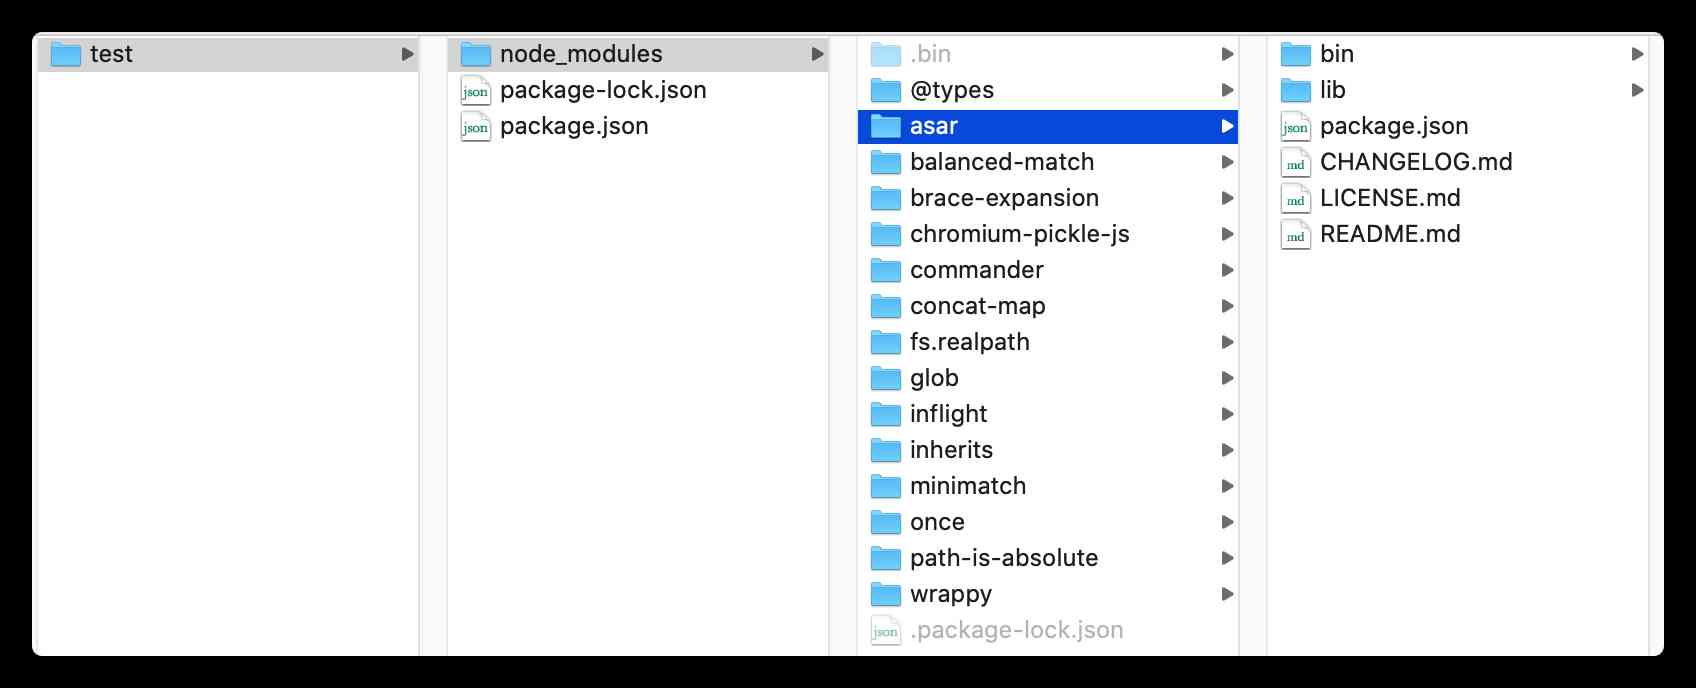 test
node_modules
json package-lock.json
json package.json
.bin
@types
asar
balanced-match
brace-expansion
chromium-pickle-js
commander
concat-map
fs.realpath
glob
inflight
inherits
minimatch
once
path-is-absolute
wrappy
json .package-lock.json
bin
lib
json package.json
md CHANGELOG.md
md LICENSE.md
md README.md